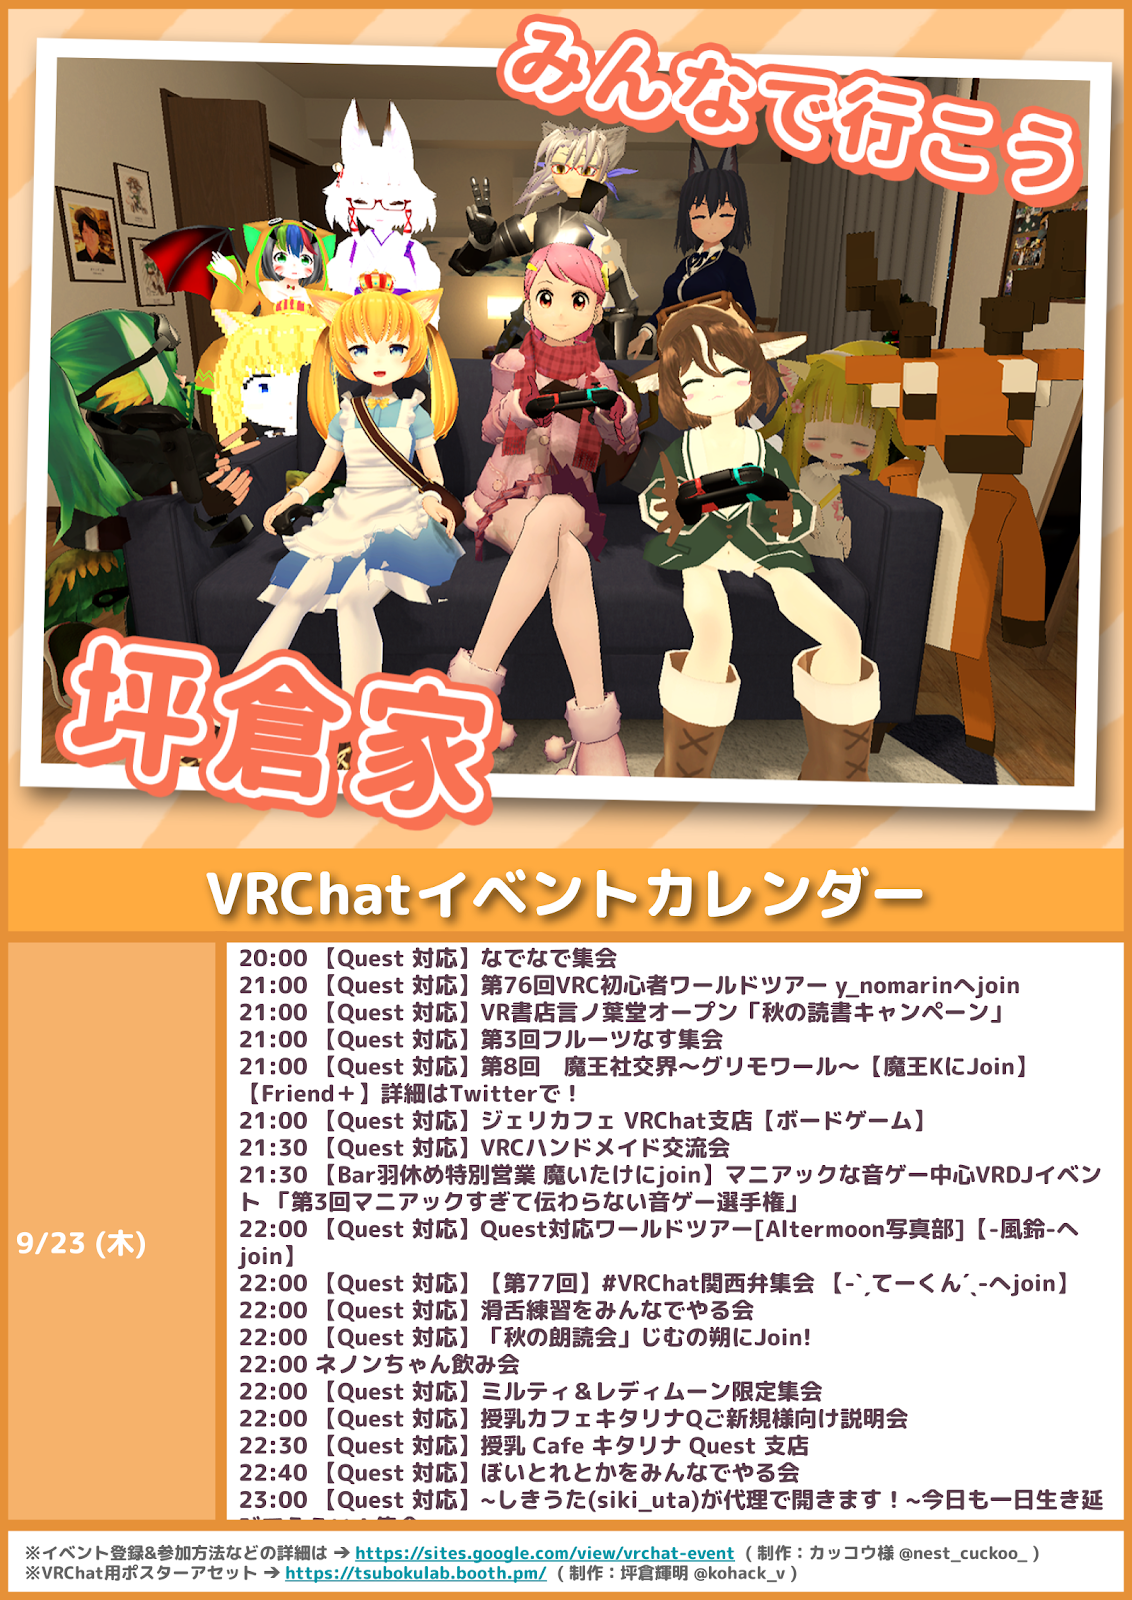 みんなで行こう
坪倉家
VRChatイベントカレンダー
9/23 (木)
20:00 【Quest 対応】なでなで集会
21:00 【Quest 対応】第76回VRC初心者ワールドツアー y_nomarinへjoin
21:00 【Quest 対応】VR書店言ノ葉堂オープン「秋の読書キャンペーン」
21:00 【Quest 対応】第3回フルーツなす集会
21:00 【Quest 対応】第8回　魔王社交界～グリモワール～【魔王KにJoin】
【Friend＋】詳細はTwitterで！
21:00 【Quest 対応】ジェリカフェ VRChat支店【ボードゲーム】
21:30 【Quest 対応】VRCハンドメイド交流会
21:30 【Bar羽休め特別営業 魔いたけにjoin】マニアックな音ゲー中心VRDJイベン
ト 「第3回マニアックすぎて伝わらない音ゲー選手権」
22:00 【Quest 対応】Quest対応ワールドツアー[Altermoon写真部]【-風鈴-へ
join】
22:00 【Quest 対応】【第77回】#VRChat関西弁集会 【-ˋˏてーくんˊˎ-へjoin】
22:00 【Quest 対応】滑舌練習をみんなでやる会
22:00 【Quest 対応】「秋の朗読会」じむの朔にJoin!
22:00 ネノンちゃん飲み会
22:00 【Quest 対応】ミルティ＆レディムーン限定集会
22:00 【Quest 対応】授乳カフェキタリナQご新規様向け説明会
22:30 【Quest 対応】授乳 Cafe キタリナ Quest 支店
22:40 【Quest 対応】ぼいとれとかをみんなでやる会
23:00 【Quest 対応】~しきうた(siki_uta)が代理で開きます！~今日も一日生き延
※イベント登録&参加方法などの詳細は ➔ https://sites.google.com/view/vrchat-event ( 制作：カッコウ様 @nest_cuckoo_ )
※VRChat用ポスターアセット ➔ https://tsubokulab.booth.pm/ ( 制作：坪倉輝明 @kohack_v )